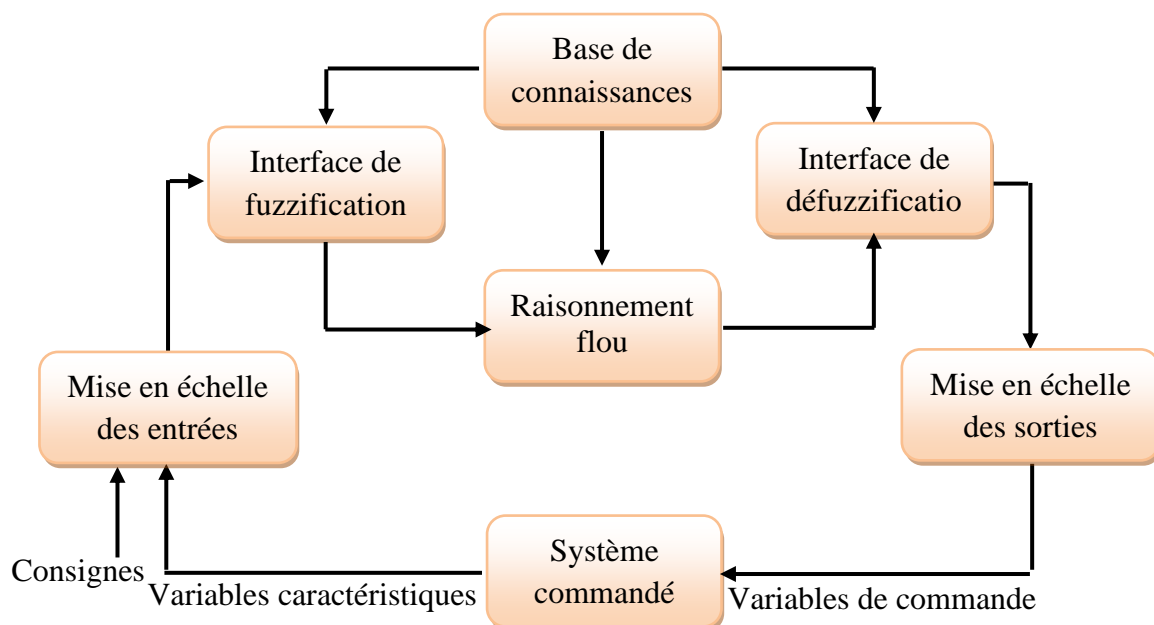 Base de
connaissances
Interface de
fuzzification
Interface de
défuzzificatio
Raisonnement
flou
Mise en échelle
des entrées
Mise en échelle
des sorties
Consignes
Variables caractéristiques
Système
commandé
Variables de commande